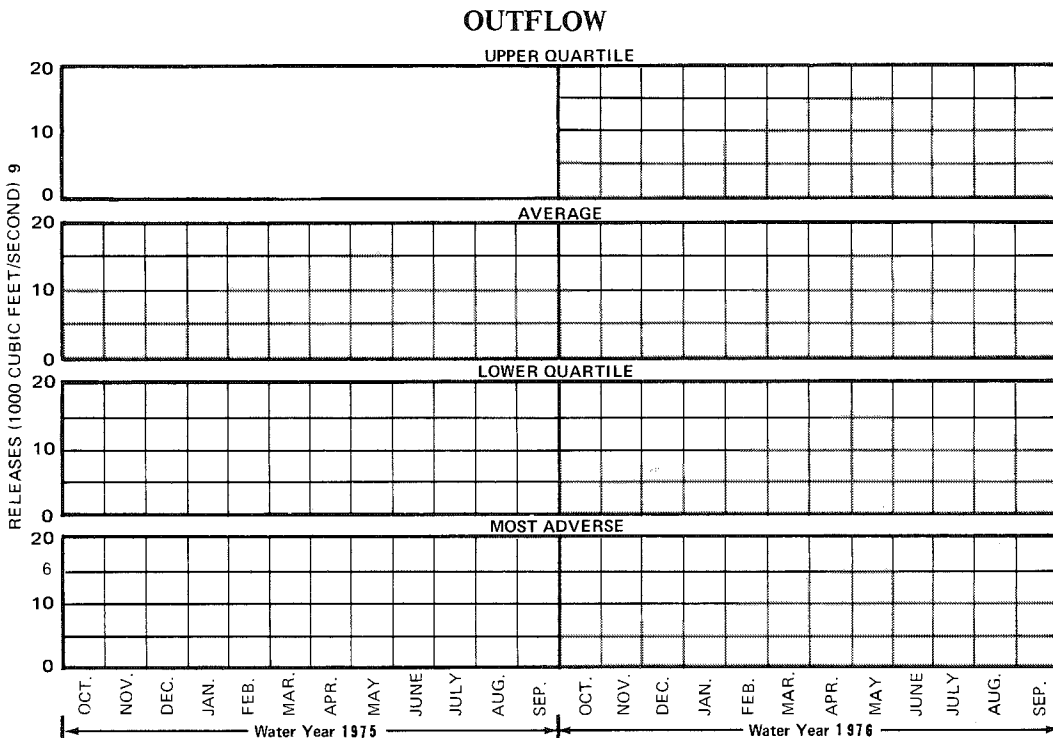 OUTFLOW
UPPER QUARTILE
20
10
0
AVERAGE
20
10
0
LOWER QUARTILE
20
10
0
MOST ADVERSE
20
6
10
0
RELEASES (1000 CUBIC FEET/SECOND) 9
OCT. NOV. DEC. JAN. FEB. MAR. APR. MAY JUNE JULY AUG. SEP. OCT. NOV. DEC. JAN. FEB. MAR. APR. MAY JUNE JULY AUG. SEP.
Water Year 1975 Water Year 1976